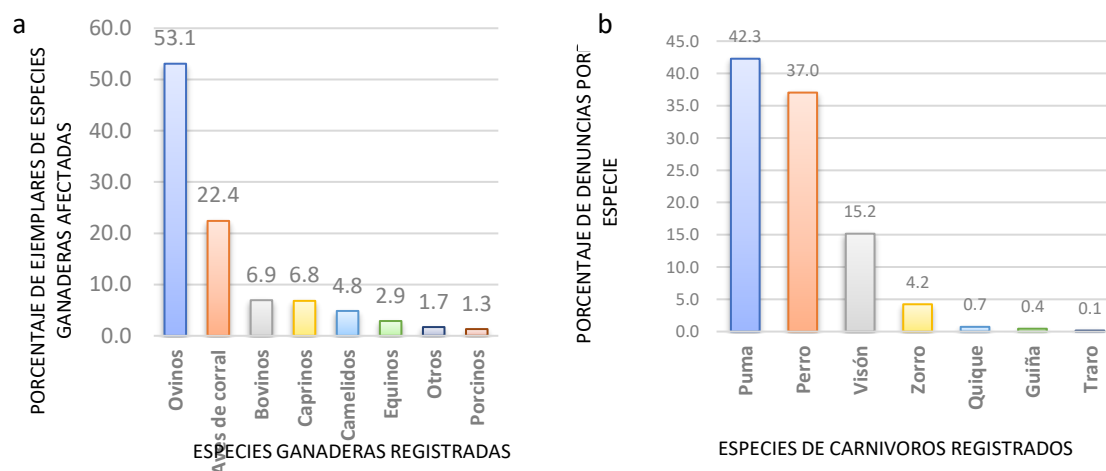 a
PORCENTAJE DE EJEMPLARES DE ESPECIES
GANADERAS AFECTADAS
60.0
50.0
40.0
30.0
20.0
10.0
0.0
53.1
22.4
6.9
6.8
4.8
2.9
1.7
1.3
Ovinos
Aves de corral
Bovinos
Caprinos
Camelidos
Equinos
Otros
Porcinos
ESPECIES GANADERAS REGISTRADAS
b
PORCENTAJE DE DENUNCIAS POR
ESPECIE
45.0
40.0
35.0
30.0
25.0
20.0
15.0
10.0
5.0
0.0
42.3
37.0
15.2
4.2
0.7
0.4
0.1
Puma
Perro
Visón
Zorro
Quique
Guiña
Traro
ESPECIES DE CARNIVOROS REGISTRADOS